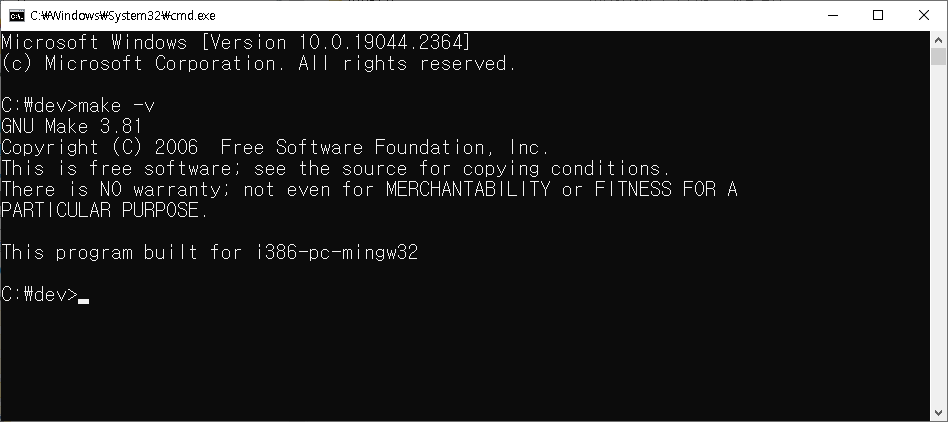 C:₩Windows₩System32₩cmd.exe
Microsoft Windows [Version 10.0.19044.2364]
(c) Microsoft Corporation. All rights reserved.
C:₩dev>make -v
GNU Make 3.81
Copyright (C) 2006  Free Software Foundation, Inc.
This is free software; see the source for copying conditions.
There is NO warranty; not even for MERCHANTABILITY or FITNESS FOR A
PARTICULAR PURPOSE.
This program built for i386-pc-mingw32
C:₩dev>